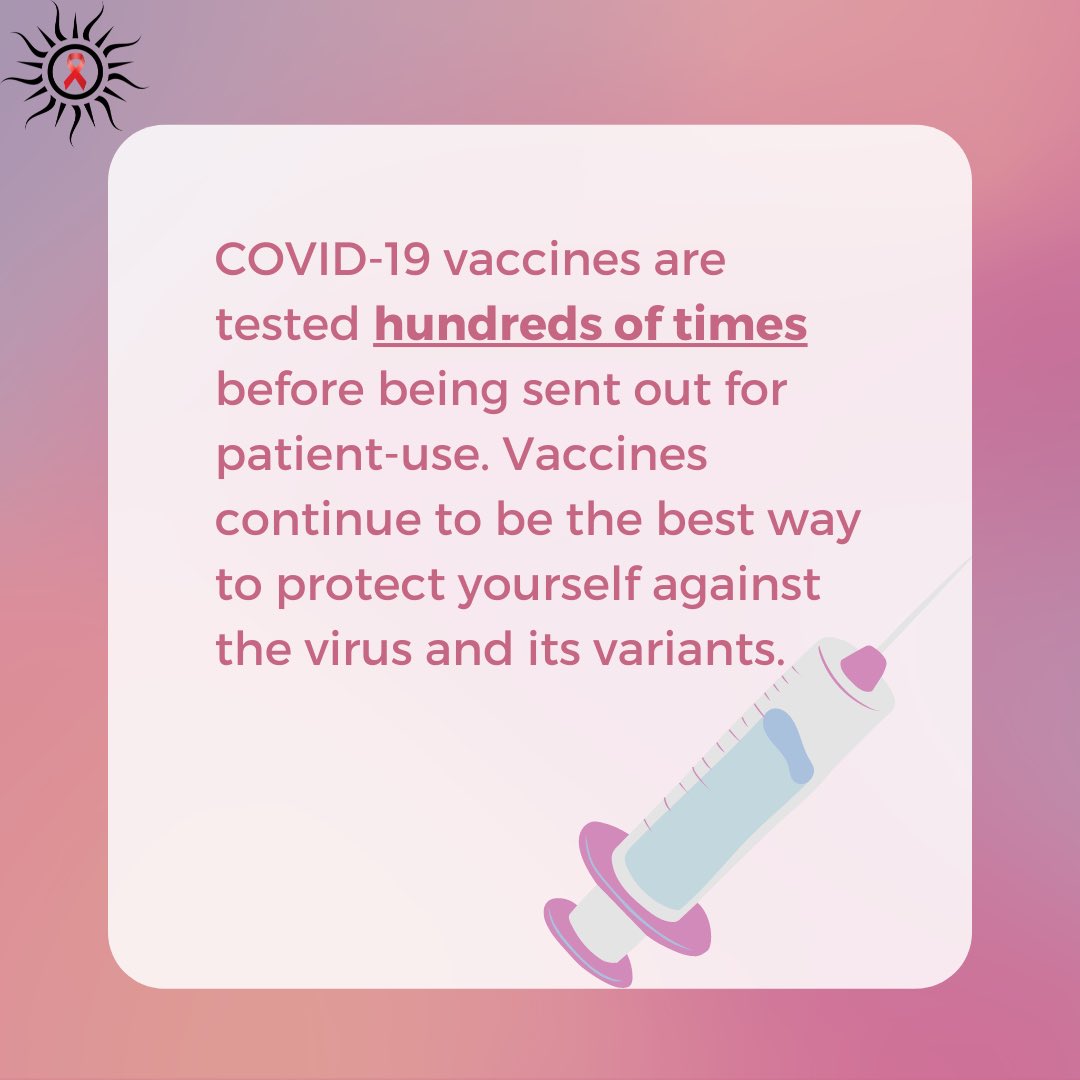 COVID-19 vaccines are
tested hundreds of times
before being sent out for
patient-use. Vaccines
continue to be the best way
to protect yourself against
the virus and its variants.